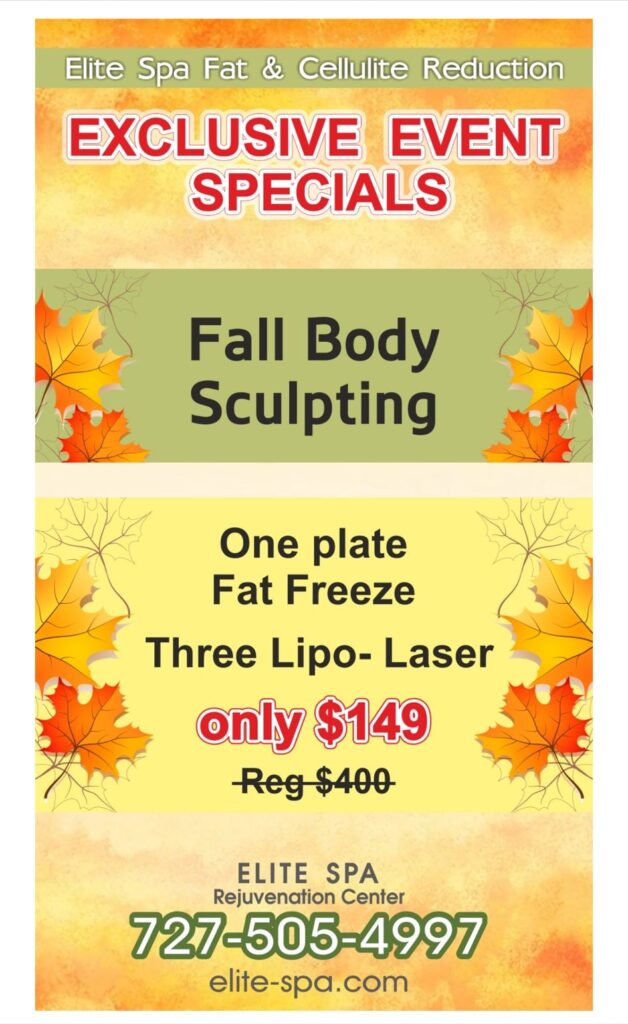 Elite Spa Fat & Cellulite Reduction
EXCLUSIVE EVENT
SPECIALS
Fall Body
Sculpting
One plate
Fat Freeze
Three Lipo- Laser
only $149
Reg $400
ELITE SPA
Rejuvenation Center
727-505-4997
elite-spa.com